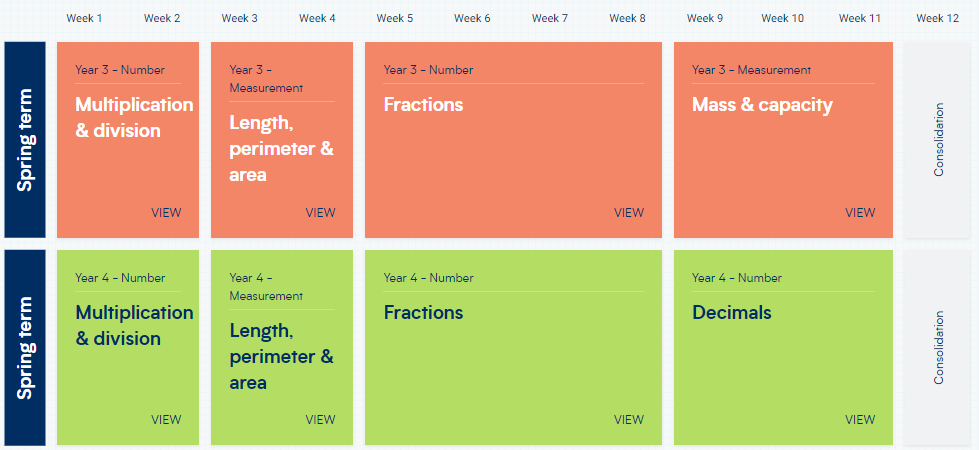 Week 1 Week 2 Week 3 Week 4 Week 5 Week 6 Week 7 Week 8 Week 9 Week 10 Week 11 Week 12
Spring term
Year 3 - Number
Multiplication
& division
VIEW
Year 3 -
Measurement
Length,
perimeter &
area
VIEW
Year 3 - Number
Fractions
VIEW
Year 3 - Measurement
Mass & capacity
VIEW
Consolidation
Spring term
Year 4 - Number
Multiplication
& division
VIEW
Year 4 -
Measurement
Length,
perimeter &
area
VIEW
Year 4 - Number
Fractions
VIEW
Year 4 - Number
Decimals
VIEW
Consolidation